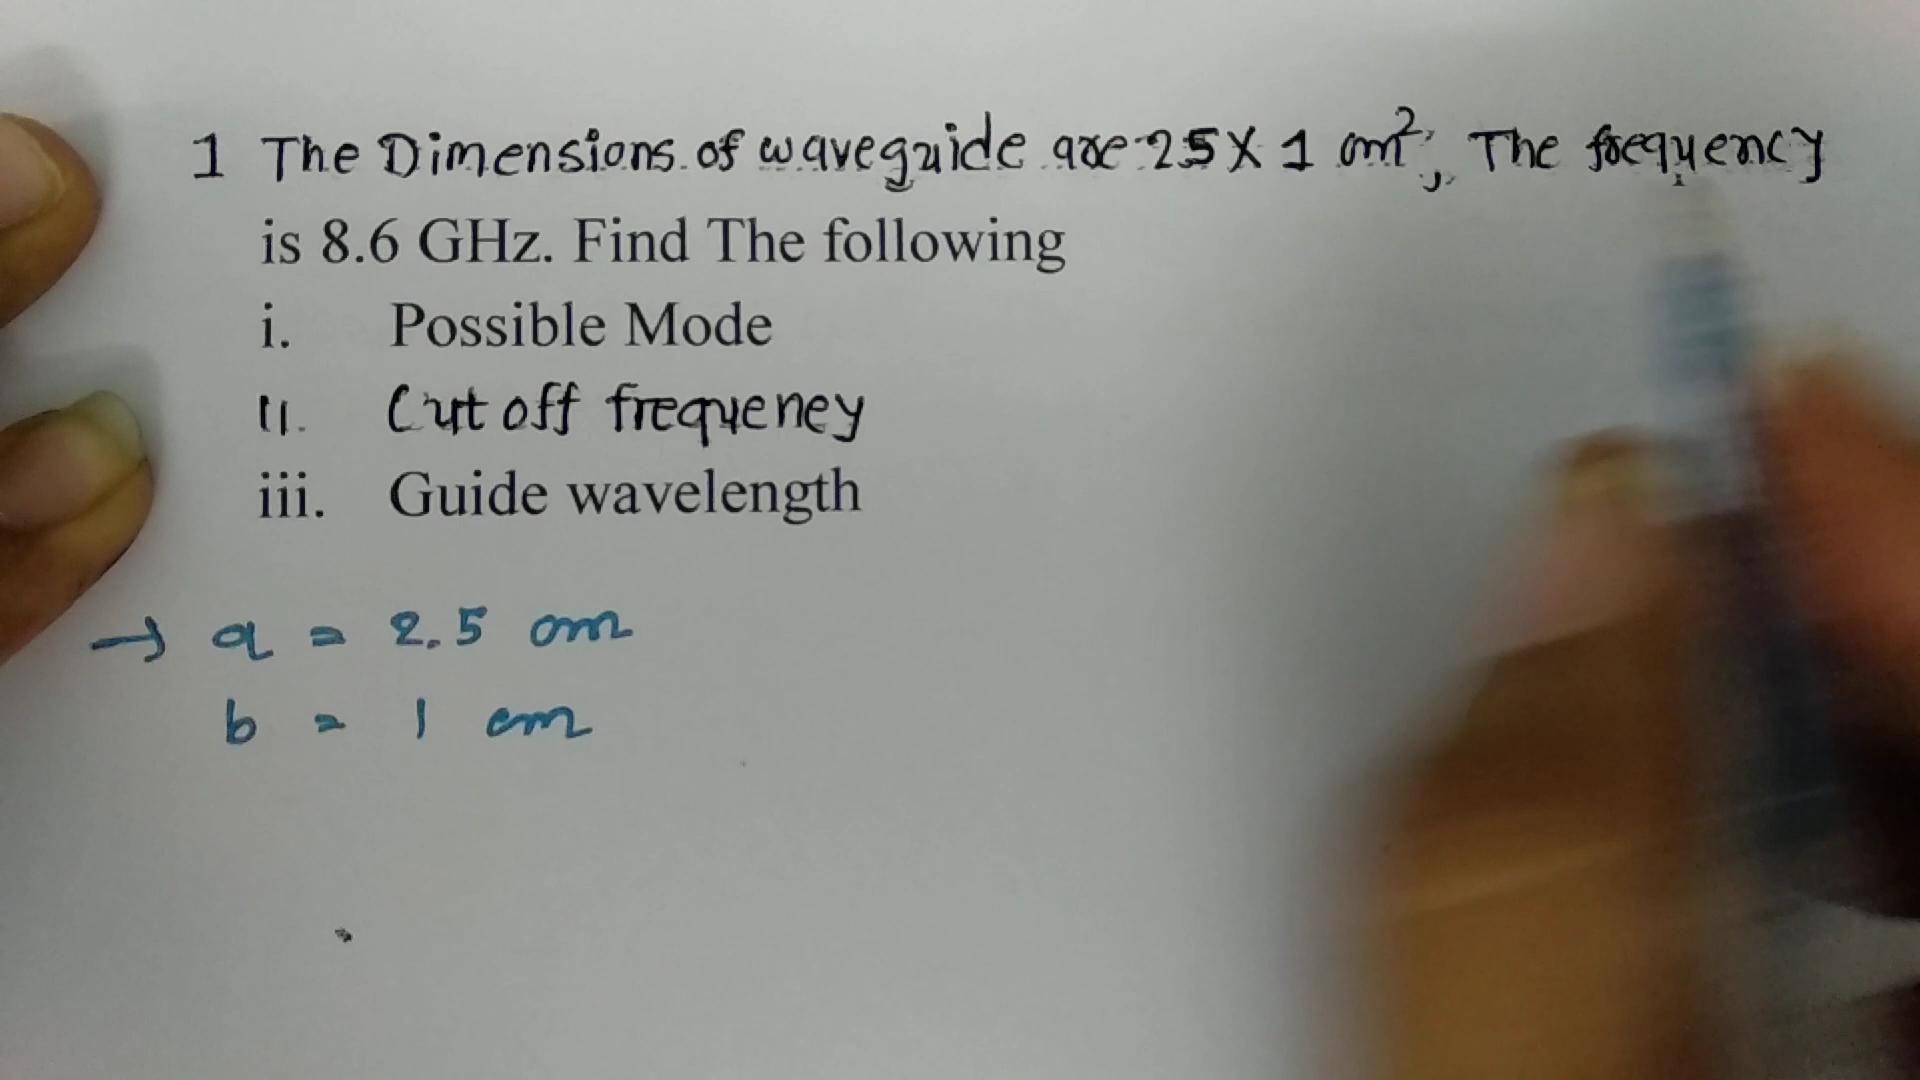 1 The Dimensions of waveguide are 2.5 X 1 cm², The frequency
is 8.6 GHz. Find The following
i. Possible Mode
ii. Cut off frequency
iii. Guide wavelength
→ a = 2.5 cm
b = 1 cm